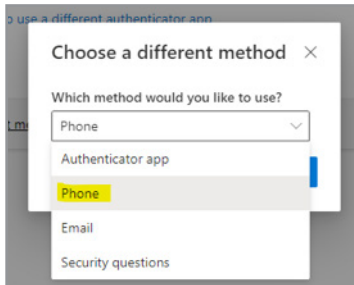 o use a different authenticator app
Choose a different method
Which method would you like to use?
t me
Phone
Authenticator app
Phone
Email
Security questions